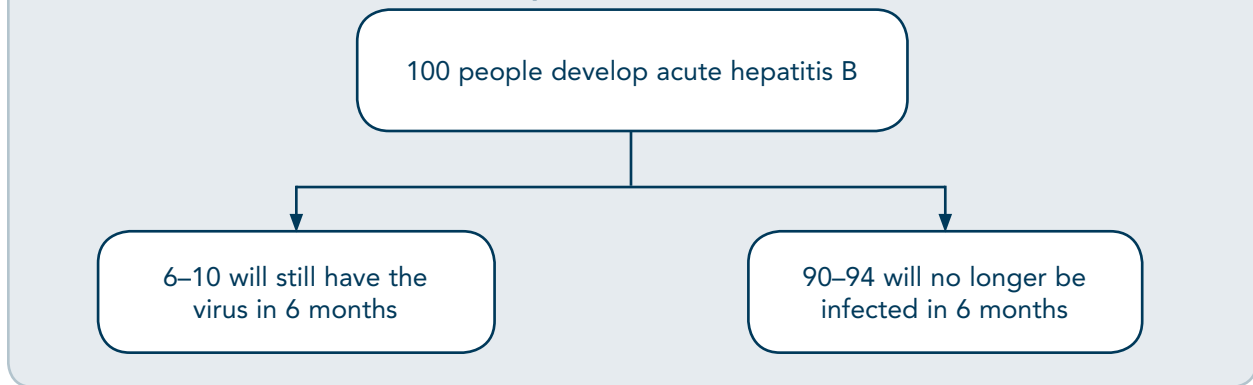 100 people develop acute hepatitis B
6–10 will still have the
virus in 6 months
90–94 will no longer be
infected in 6 months